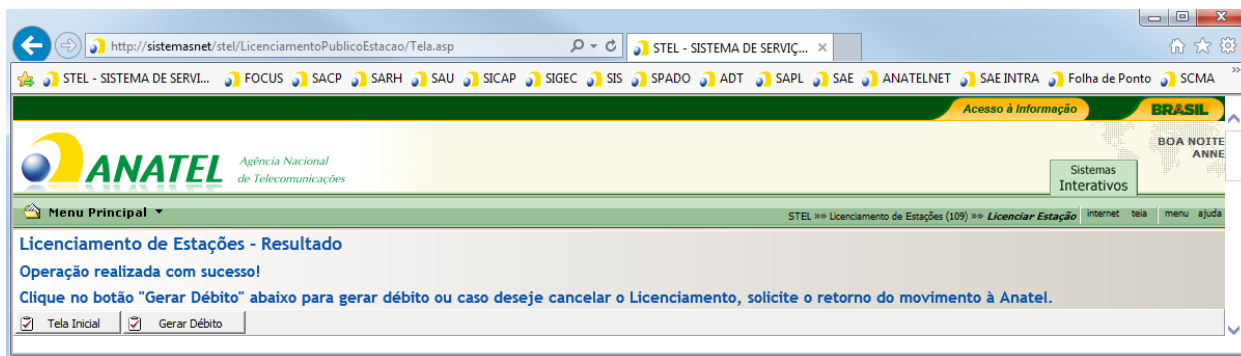 http://sistemasnet/stel/LicenciamentoPublicoEstacao/Tela.asp
STEL - SISTEMA DE SERVIÇ...
STEL - SISTEMA DE SERVI... FOCUS SACP SARH SAU SICAP SIGEC SIS SPADO ADT SAPL SAE ANATELNET SAE INTRA Folha de Ponto SCMA »
Acesso à Informação BRASIL
BOA NOITE
ANNE
ANATEL
Agência Nacional
de Telecomunicações
Sistemas
Interativos
Menu Principal
STEL »» Licenciamento de Estações (109) »» Licenciar Estação internet teia menu ajuda
Licenciamento de Estações - Resultado
Operação realizada com sucesso!
Clique no botão "Gerar Débito" abaixo para gerar débito ou caso deseje cancelar o Licenciamento, solicite o retorno do movimento à Anatel.
Tela Inicial Gerar Débito